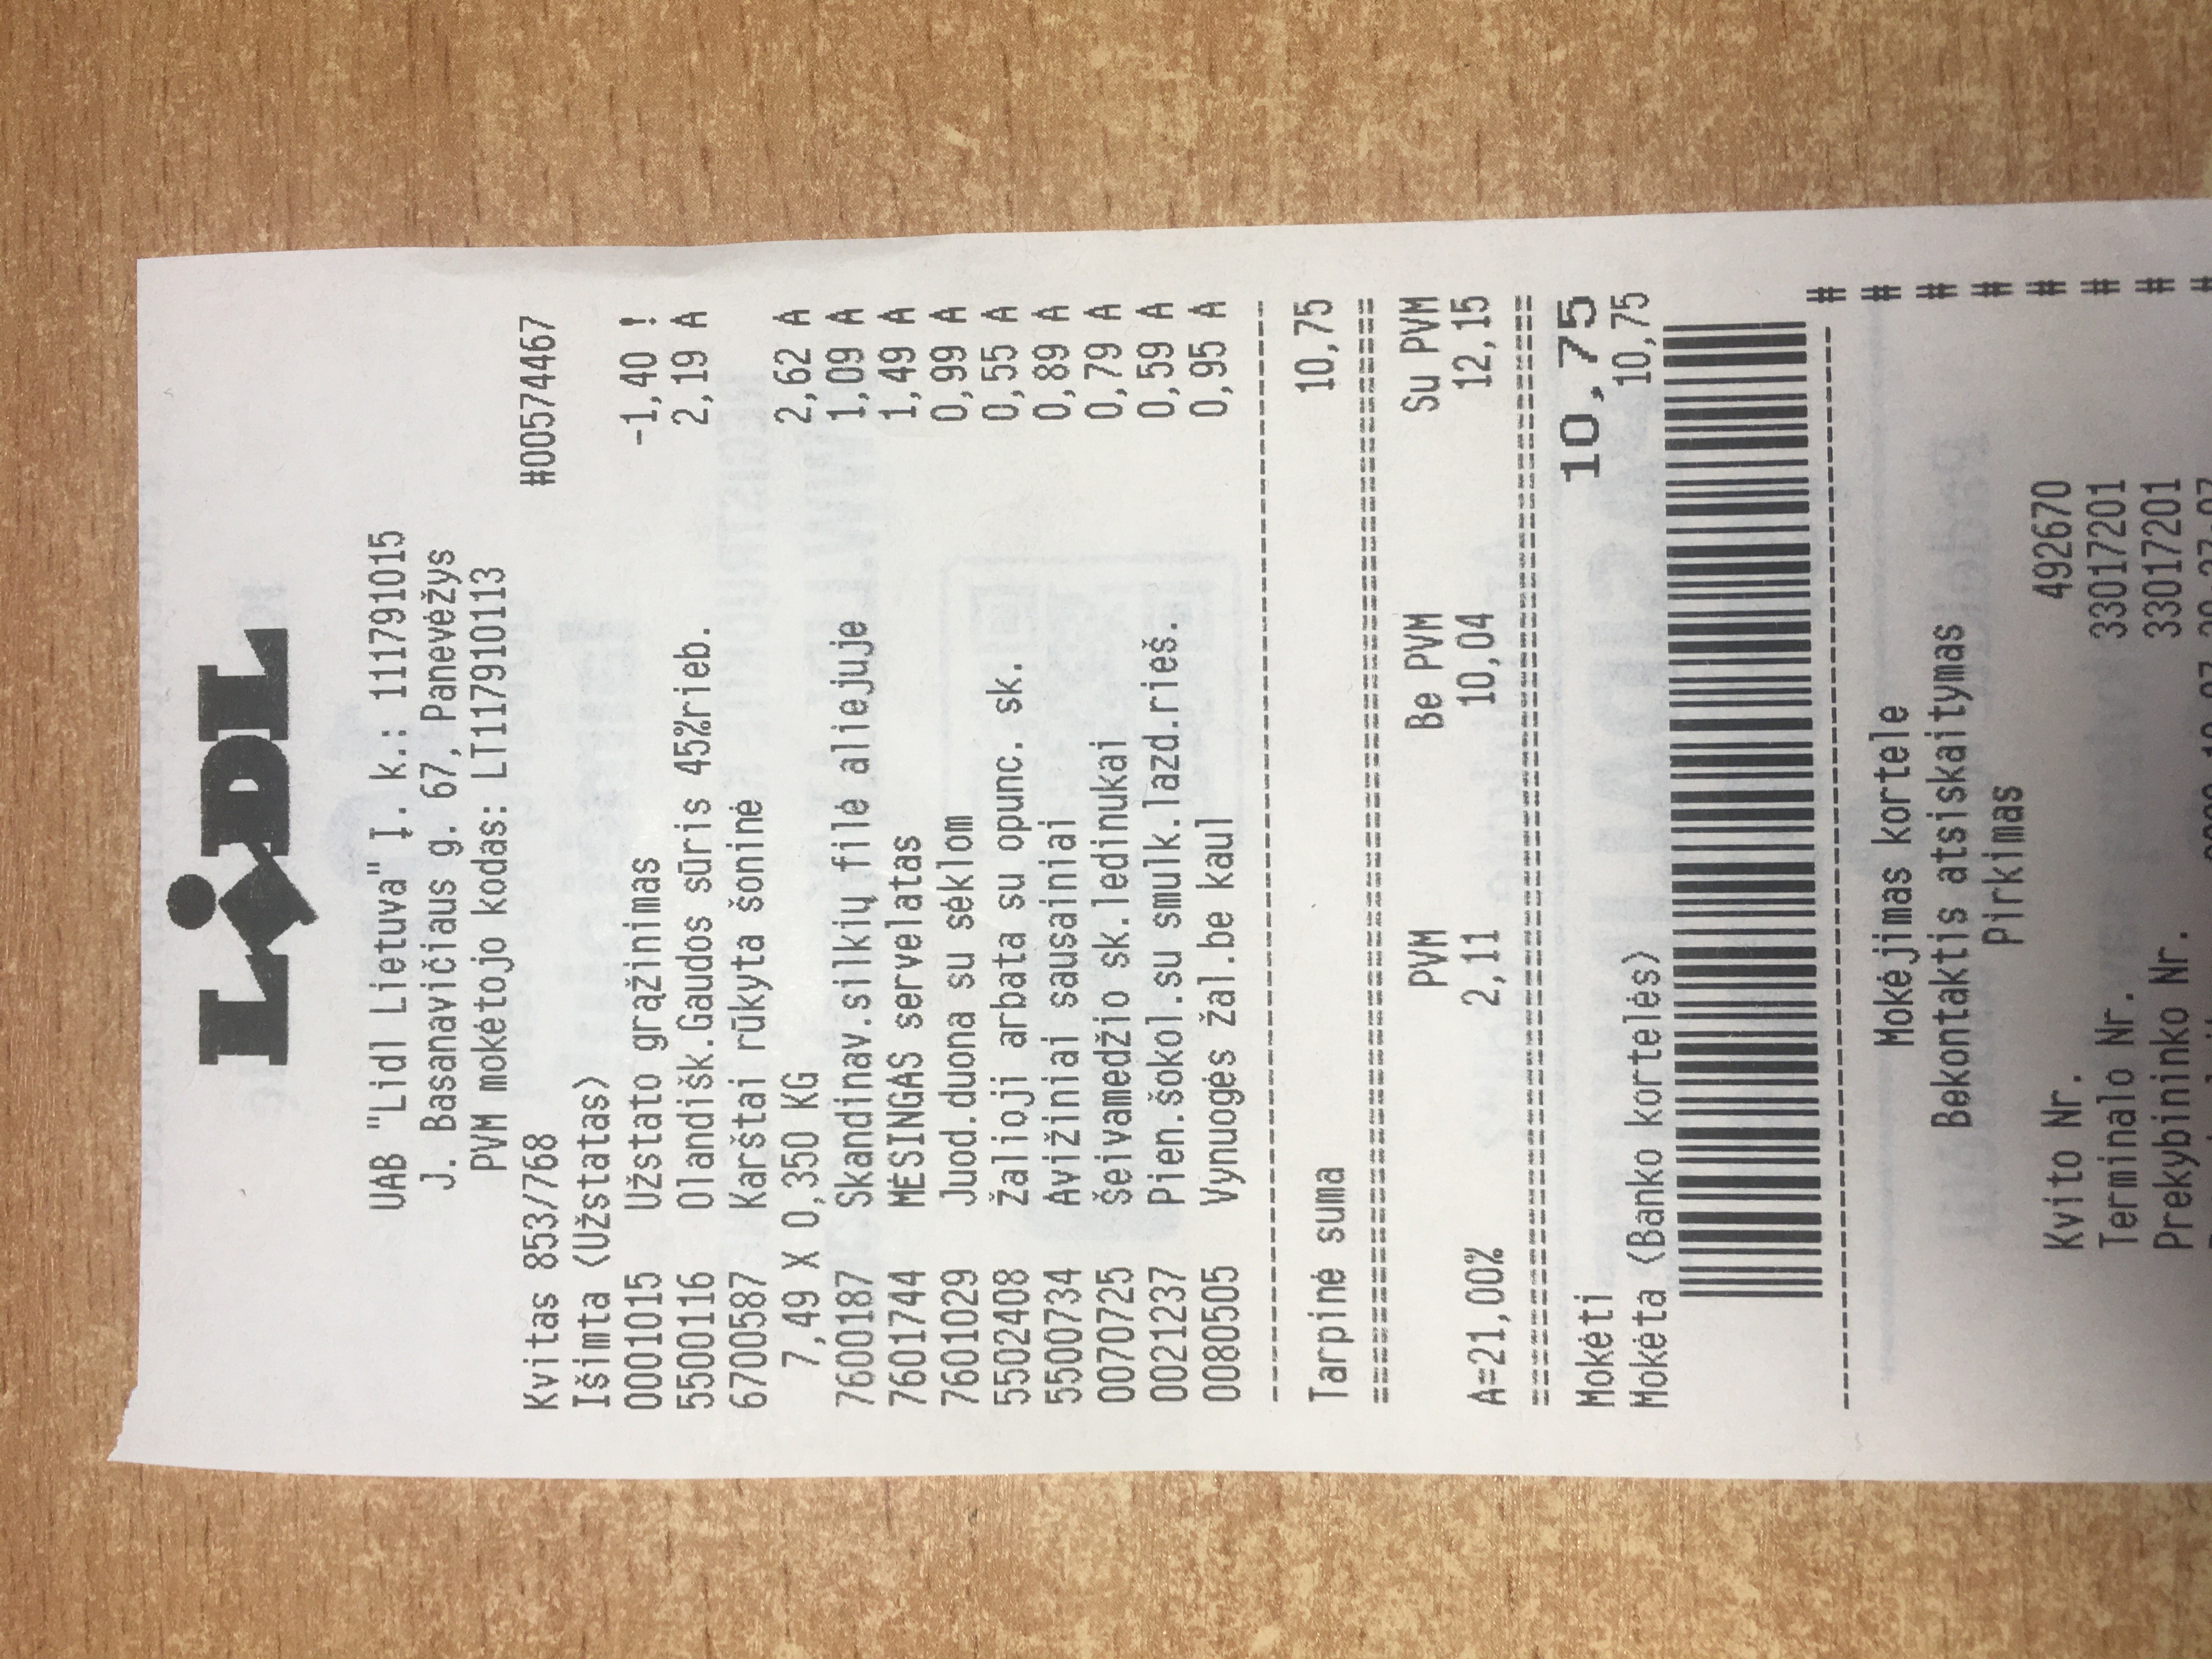 LiDL
UAB "Lidl Lietuva" Į. k.: 111791015
J. Basanavičiaus g. 67, Panevėžys
PVM mokėtojo kodas: LT117910113
Kvitas 853/768 #00574467
Išimta (Užstatas)
0001015 Užstato grąžinimas -1,40 !
5500116 Olandišk.Gaudos sūris 45%rieb. 2,19 A
6700587 Karštai rūkyta šoninė
7,49 X 0,350 KG 2,62 A
7600187 Skandinav.silkių filė aliejuje 1,09 A
7601744 MĖSINGAS servelatas 1,49 A
7601029 Juod.duona su sėklom 0,99 A
5502408 žalioji arbata su opunc. sk. 0,55 A
5500734 Avižiniai sausainiai 0,89 A
0070725 šeivamedžio sk.ledinukai 0,79 A
0021237 Pien.šokol.su smulk.lazd.rieš. 0,59 A
0080505 Vynuogės žal.be kaul 0,95 A
Tarpinė suma 10,75
PVM Be PVM Su PVM
A=21,00% 2,11 10,04 12,15
Mokėti 10,75
Mokėta (Banko kortelės) 10,75
#
Mokėjimas kortele #
Bekontaktis atsiskaitymas #
Pirkimas #
Kvito Nr. 492670 #
Terminalo Nr. 33017201 #
Prekybininko Nr. 33017201 #